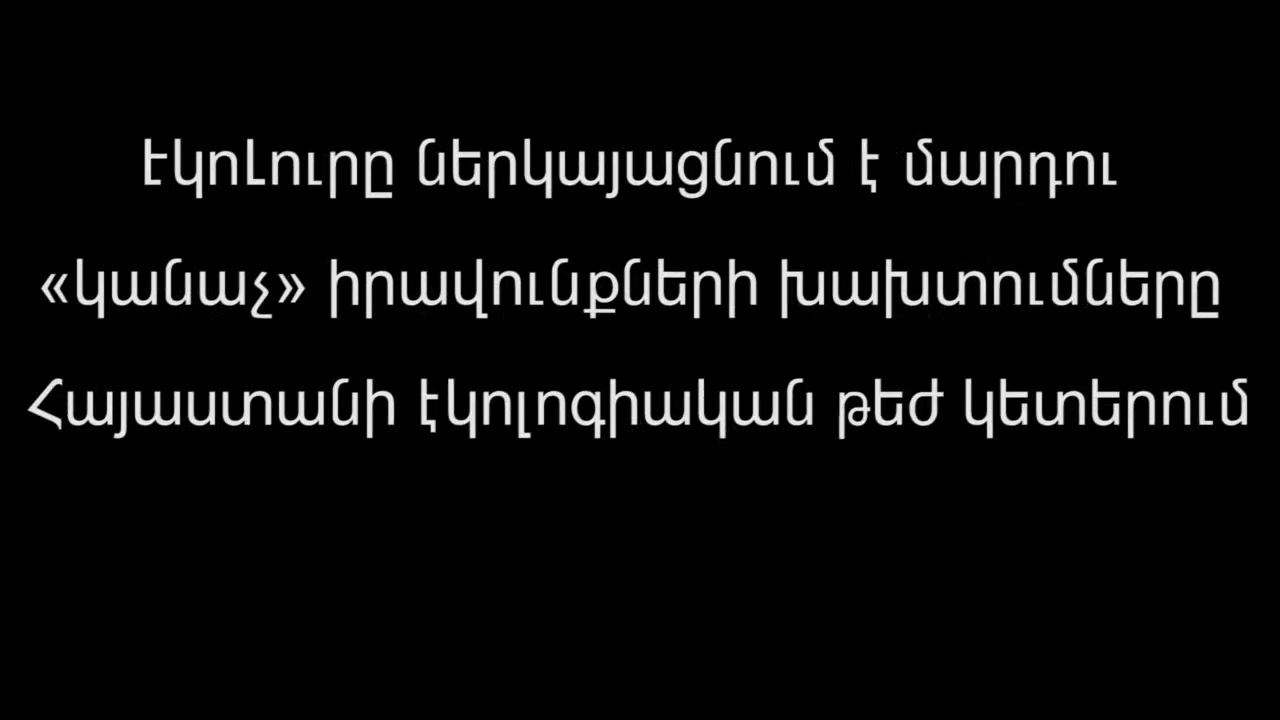 ԷկոԼուրը ներկայացնում է մարդու
«կանաչ» իրավունքների խախտումները
Հայաստանի էկոլոգիական թեժ կետերում